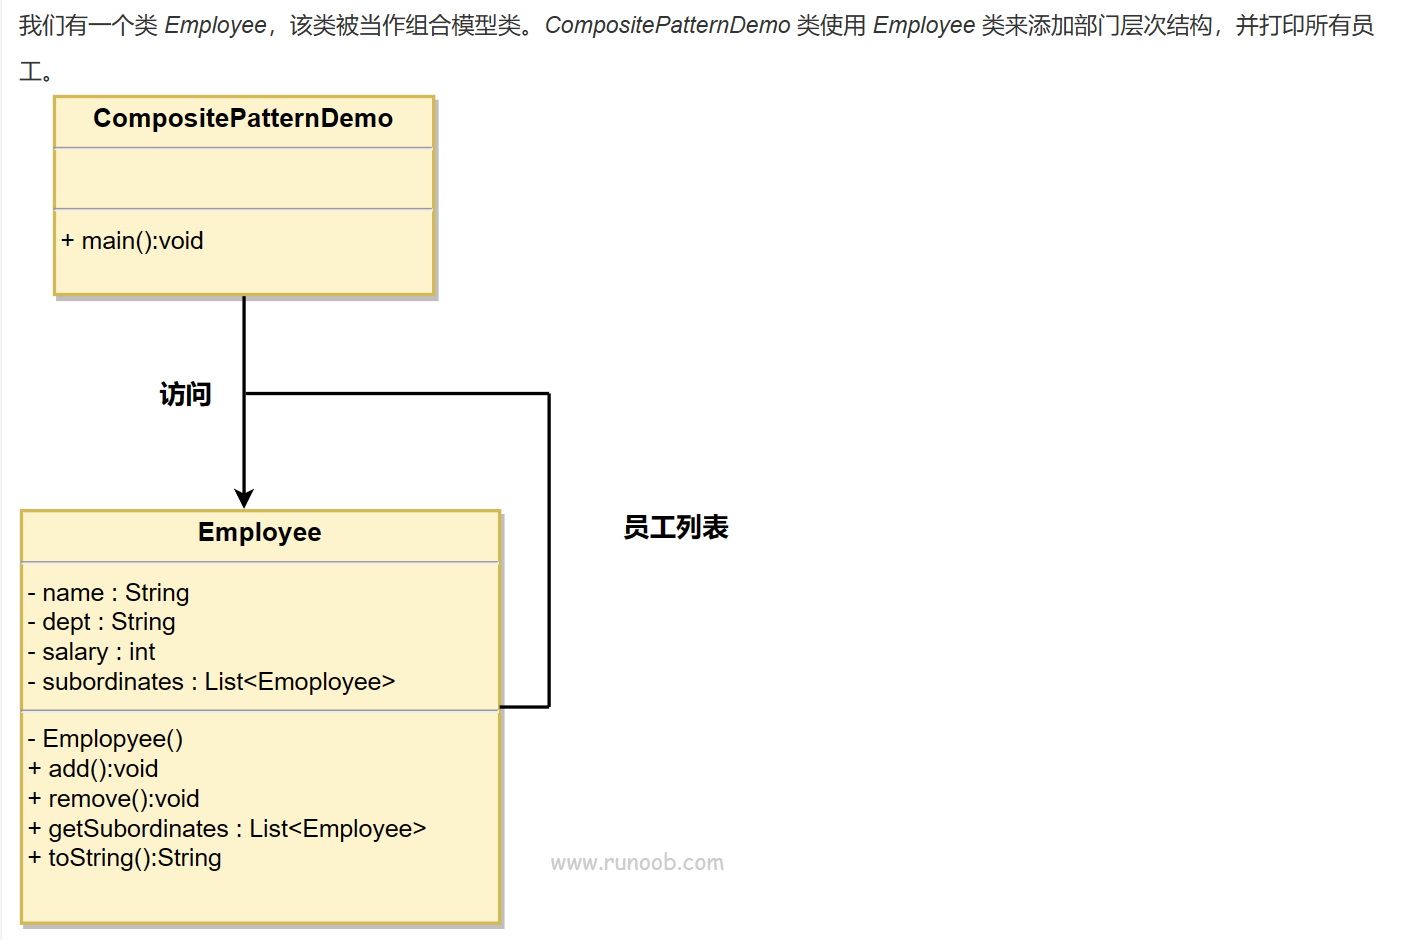 我们有一个类 Employee，该类被当作组合模型类。CompositePatternDemo 类使用 Employee 类来添加部门层次结构，并打印所有员
工。
CompositePatternDemo
+ main():void
访问
员工列表
Employee
- name : String
- dept : String
- salary : int
- subordinates : List<Emoployee>
- Emplopyee()
+ add():void
+ remove():void
+ getSubordinates : List<Employee>
+ toString():String
www.runoob.com